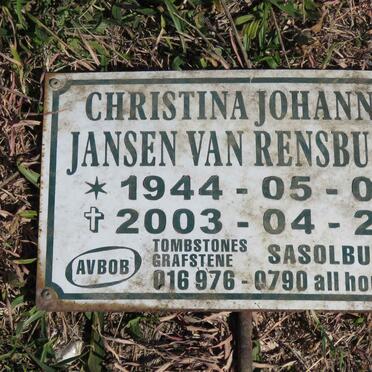 CHRISTINA JOHANN
JANSEN VAN RENSBU
* 1944 - 05 - 0
✝ 2003 - 04 - 2
AVBOB
TOMBSTONES
GRAFSTENE
SASOLBU
016 976 - 0790 all ho